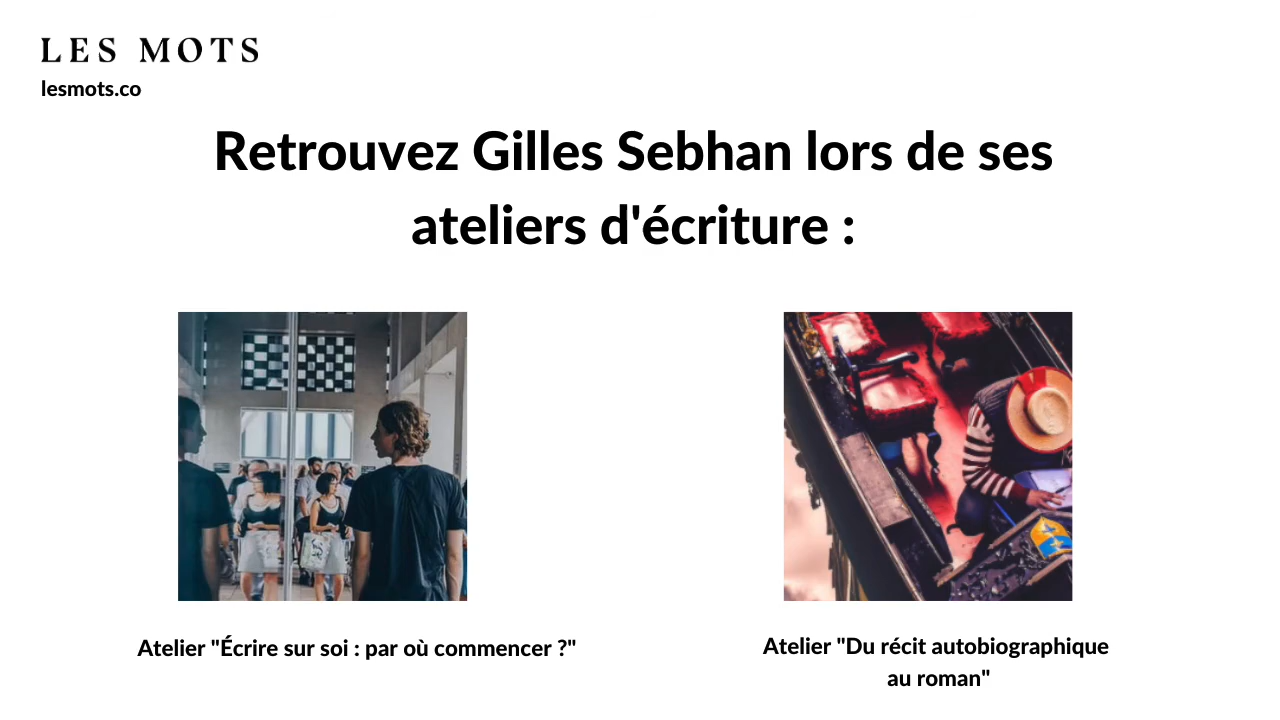 LES MOTS
lesmots.co
Retrouvez Gilles Sebhan lors de ses
ateliers d'écriture :
Atelier "Écrire sur soi : par où commencer ?"
Atelier "Du récit autobiographique
au roman"